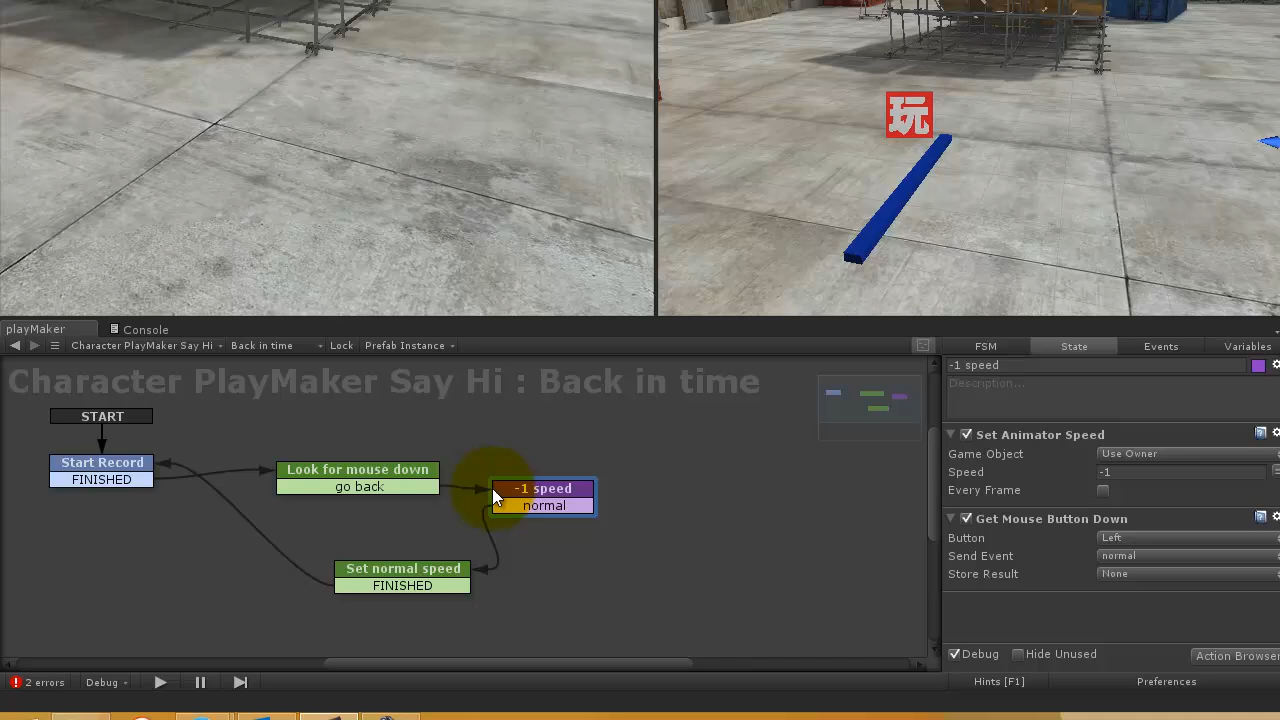 玩
playMaker
Console
Character PlayMaker Say Hi
Back in time
Lock
Prefab Instance
FSM
State
Events
Variables
Character PlayMaker Say Hi : Back in time
START
Start Record
FINISHED
Look for mouse down
go back
-1 speed
normal
Set normal speed
FINISHED
-1 speed
Description...
Set Animator Speed
Game Object
Use Owner
Speed
-1
Every Frame
Get Mouse Button Down
Button
Left
Send Event
normal
Store Result
None
Debug
Hide Unused
Action Browser
2 errors
Debug
Hints [F1]
Preferences